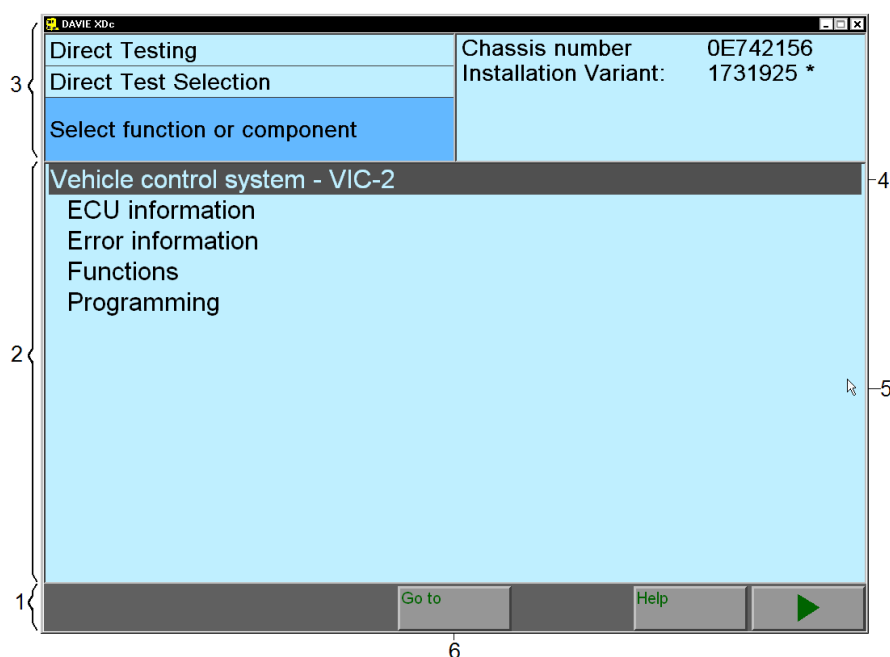 DAVIE XDc
Direct Testing
Direct Test Selection
Select function or component
Chassis number 0E742156
Installation Variant: 1731925 *
3
Vehicle control system - VIC-2
4
ECU information
Error information
Functions
Programming
2
5
1
Go to
Help
6